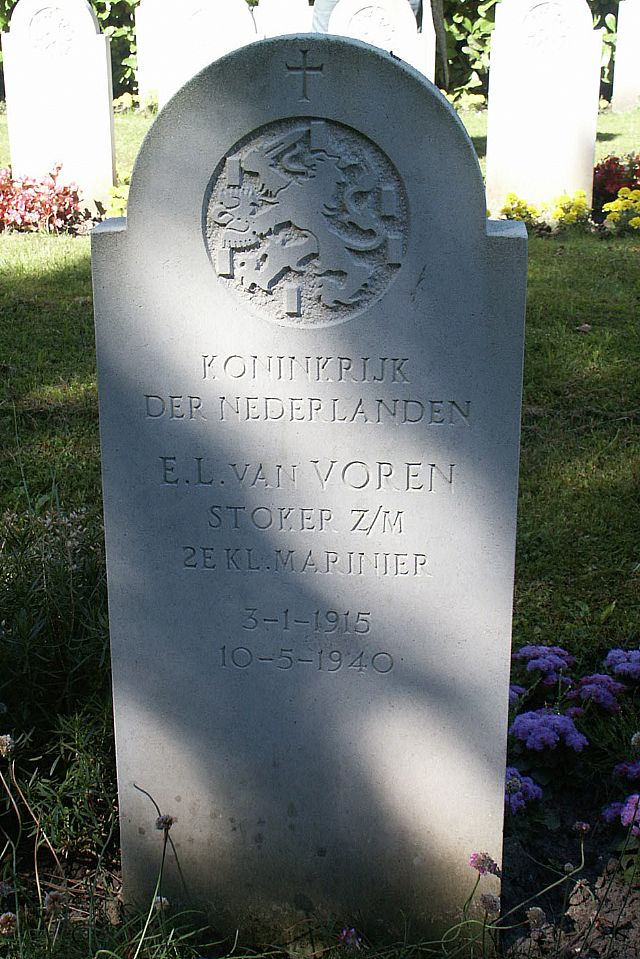 KONINKRIJK
DER NEDERLANDEN
E.L. VAN VOREN
STOKER Z/M
2E KL. MARINIER
3-1-1915
10-5-1940